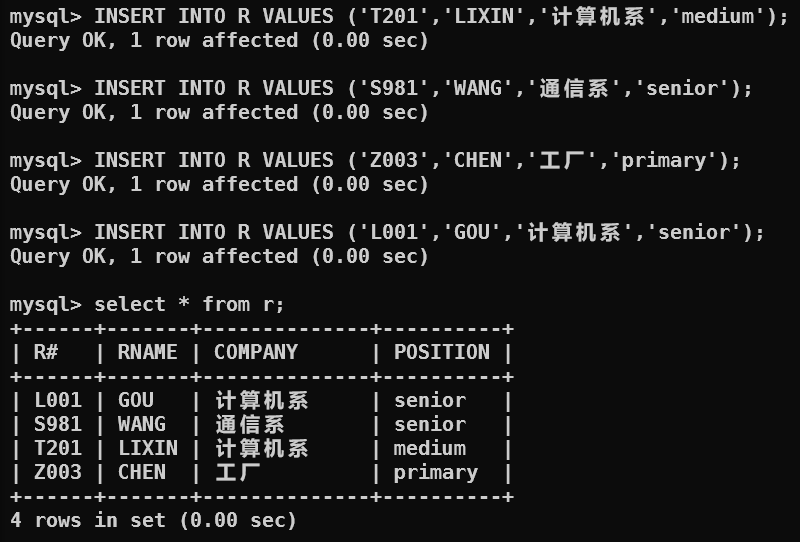 mysql> INSERT INTO R VALUES ('T201','LIXIN','计算机系','medium');
Query OK, 1 row affected (0.00 sec)
mysql> INSERT INTO R VALUES ('S981','WANG','通信系','senior');
Query OK, 1 row affected (0.00 sec)
mysql> INSERT INTO R VALUES ('Z003','CHEN','工厂','primary');
Query OK, 1 row affected (0.00 sec)
mysql> INSERT INTO R VALUES ('L001','GOU','计算机系','senior');
Query OK, 1 row affected (0.00 sec)
mysql> select * from r;
+------+-------+--------------+----------+
| R#   | RNAME | COMPANY      | POSITION |
+------+-------+--------------+----------+
| L001 | GOU   | 计算机系     | senior   |
| S981 | WANG  | 通信系       | senior   |
| T201 | LIXIN | 计算机系     | medium   |
| Z003 | CHEN  | 工厂         | primary  |
+------+-------+--------------+----------+
4 rows in set (0.00 sec)